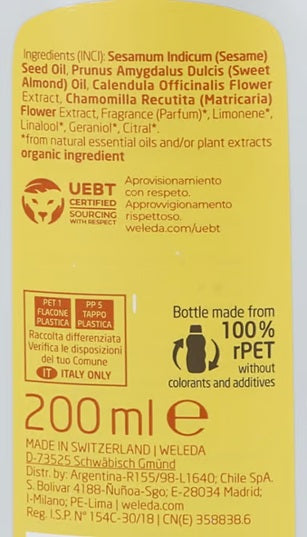 Ingredients (INCI): Sesamum Indicum (Sesame)
Seed Oil, Prunus Amygdalus Dulcis (Sweet
Almond) Oil, Calendula Officinalis Flower
Extract, Chamomilla Recutita (Matricaria)
Flower Extract, Fragrance (Parfum)*, Limonene*,
Linalool*, Geraniol*, Citral*.
*from natural essential oils and/or plant extracts
organic ingredient
UEBT
CERTIFIED
SOURCING
WITH RESPECT
Aprovisionamiento
con respeto.
Approvvigionamento
rispettoso.
weleda.com/uebt
PET 1
FLACONE
PLASTICA
PP 5
TAPPO
PLASTICA
Raccolta differenziata
Verifica le disposizioni
del tuo Comune
IT ITALY ONLY
Bottle made from
100%
rPET
without
colorants and additives
200 ml e
MADE IN SWITZERLAND | WELEDA
D-73525 Schwäbisch Gmünd
Distr. by: Argentina-R155/98-L1640; Chile SpA.
S. Bolivar 4188-Ñuñoa-Sgo; E-28034 Madrid;
I-Milano; PE-Lima | weleda.com
Reg. I.S.P. N° 154C-30/18 | CN(E) 358838.6